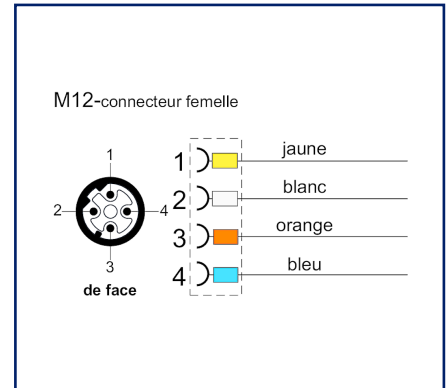 M12-connecteur femelle
1
2
4
3
de face
1 jaune
2 blanc
3 orange
4 bleu